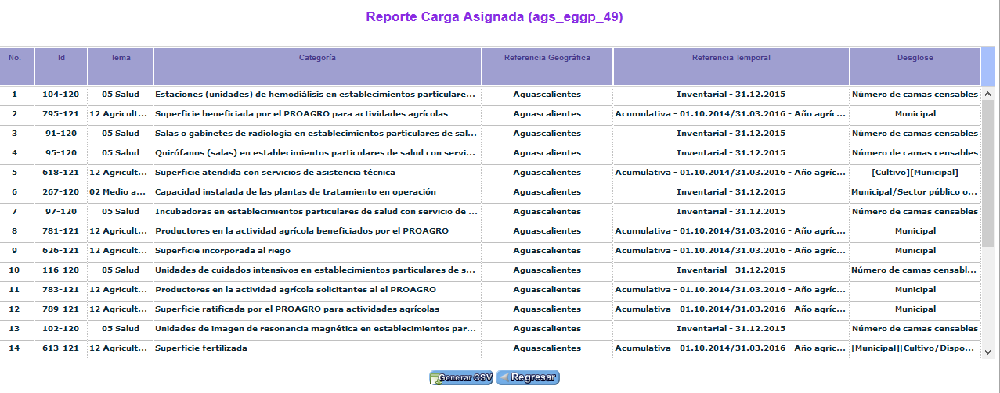 Reporte Carga Asignada (ags_eggp_49)
No. Id Tema Categoría Referencia Geográfica Referencia Temporal Desglose
1 104-120 05 Salud Estaciones (unidades) de hemodiálisis en establecimientos particulare... Aguascalientes Inventarial - 31.12.2015 Número de camas censables
2 795-121 12 Agricult... Superficie beneficiada por el PROAGRO para actividades agrícolas Aguascalientes Acumulativa - 01.10.2014/31.03.2016 - Año agríc... Municipal
3 91-120 05 Salud Salas o gabinetes de radiología en establecimientos particulares de sal... Aguascalientes Inventarial - 31.12.2015 Número de camas censables
4 95-120 05 Salud Quirófanos (salas) en establecimientos particulares de salud con servi... Aguascalientes Inventarial - 31.12.2015 Número de camas censables
5 618-121 12 Agricult... Superficie atendida con servicios de asistencia técnica Aguascalientes Acumulativa - 01.10.2014/31.03.2016 - Año agríc... [Cultivo][Municipal]
6 267-120 02 Medio a... Capacidad instalada de las plantas de tratamiento en operación Aguascalientes Inventarial - 31.12.2015 Municipal/Sector público o...
7 97-120 05 Salud Incubadoras en establecimientos particulares de salud con servicio de ... Aguascalientes Inventarial - 31.12.2015 Número de camas censables
8 781-121 12 Agricult... Productores en la actividad agrícola beneficiados por el PROAGRO Aguascalientes Acumulativa - 01.10.2014/31.03.2016 - Año agríc... Municipal
9 626-121 12 Agricult... Superficie incorporada al riego Aguascalientes Acumulativa - 01.10.2014/31.03.2016 - Año agríc... Municipal
10 116-120 05 Salud Unidades de cuidados intensivos en establecimientos particulares de s... Aguascalientes Inventarial - 31.12.2015 Número de camas censabl...
11 783-121 12 Agricult... Productores en la actividad agrícola solicitantes al el PROAGRO Aguascalientes Acumulativa - 01.10.2014/31.03.2016 - Año agríc... Municipal
12 789-121 12 Agricult... Superficie ratificada por el PROAGRO para actividades agrícolas Aguascalientes Acumulativa - 01.10.2014/31.03.2016 - Año agríc... Municipal
13 102-120 05 Salud Unidades de imagen de resonancia magnética en establecimientos par... Aguascalientes Inventarial - 31.12.2015 Número de camas censables
14 613-121 12 Agricult... Superficie fertilizada Aguascalientes Acumulativa - 01.10.2014/31.03.2016 - Año agríc... [Municipal][Cultivo/Dispo...
Generar CSV Regresar